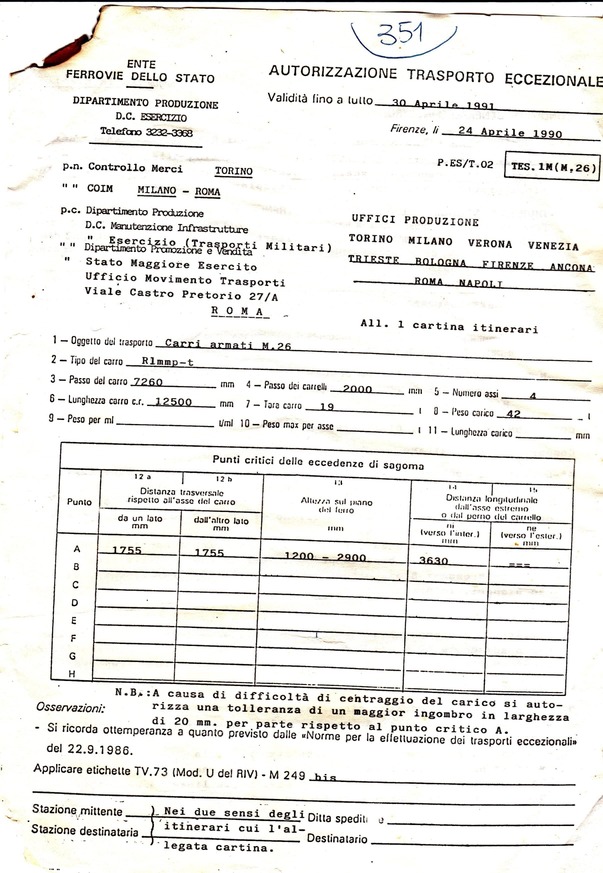 351
ENTE
FERROVIE DELLO STATO
DIPARTIMENTO PRODUZIONE
D.C. ESERCIZIO
Telefono 3232-3368
AUTORIZZAZIONE TRASPORTO ECCEZIONALE
Validità fino a tutto 30 Aprile 1991
Firenze, li 24 Aprile 1990
P.ES/T.02 TES. 1M(M,26)
p.n. Controllo Merci TORINO
" " COIM MILANO - ROMA
p.c. Dipartimento Produzione
D.C. Manutenzione Infrastrutture
" Esercizio (Trasporti Militari)
" " Dipartimento Promozione e Vendita
" Stato Maggiore Esercito
Ufficio Movimento Trasporti
Viale Castro Pretorio 27/A
R O M A
UFFICI PRODUZIONE
TORINO MILANO VERONA VENEZIA
TRIESTE BOLOGNA FIRENZE ANCONA
ROMA NAPOLI
All. 1 cartina itinerari
1 — Oggetto del trasporto Carri armati M.26
2 — Tipo del carro Rlmmp-t
3 — Passo del carro 7260 mm 4 — Passo dei carrelli 2000 mm 5 — Numero assi 4
6 — Lunghezza carro c.r. 12500 mm 7 — Tara carro 19 t 8 — Peso carico 42 t
9 — Peso per ml t/ml 10 — Peso max per asse t 11 — Lunghezza carico mm
Punti critici delle eccedenze di sagoma
Punto
12 a 12 b
Distanza trasversale
rispetto all'asse del carro
da un lato
mm
dall'altro lato
mm
13
Altezza sul piano
del ferro
mm
14 15
Distanza longitudinale
dall'asse estremo
o dal perno del carrello
ni
(verso l'inter.)
mm
ne
(verso l'ester.)
mm
A 1755 1755 1200 - 2900 3630 ===
B
C
D
E
F
G
H
N.B.:A causa di difficoltà di centraggio del carico si auto-
rizza una tolleranza di un maggior ingombro in larghezza
di 20 mm. per parte rispetto al punto critico A.
Osservazioni:
- Si ricorda ottemperanza a quanto previsto dalle «Norme per la effettuazione dei trasporti eccezionali»
del 22.9.1986.
Applicare etichette TV.73 (Mod. U del RIV) - M 249 bis
Stazione mittente ) Nei due sensi degli Ditta
Stazione destinataria ) itinerari cui l'al- Destinatario
) legata cartina.